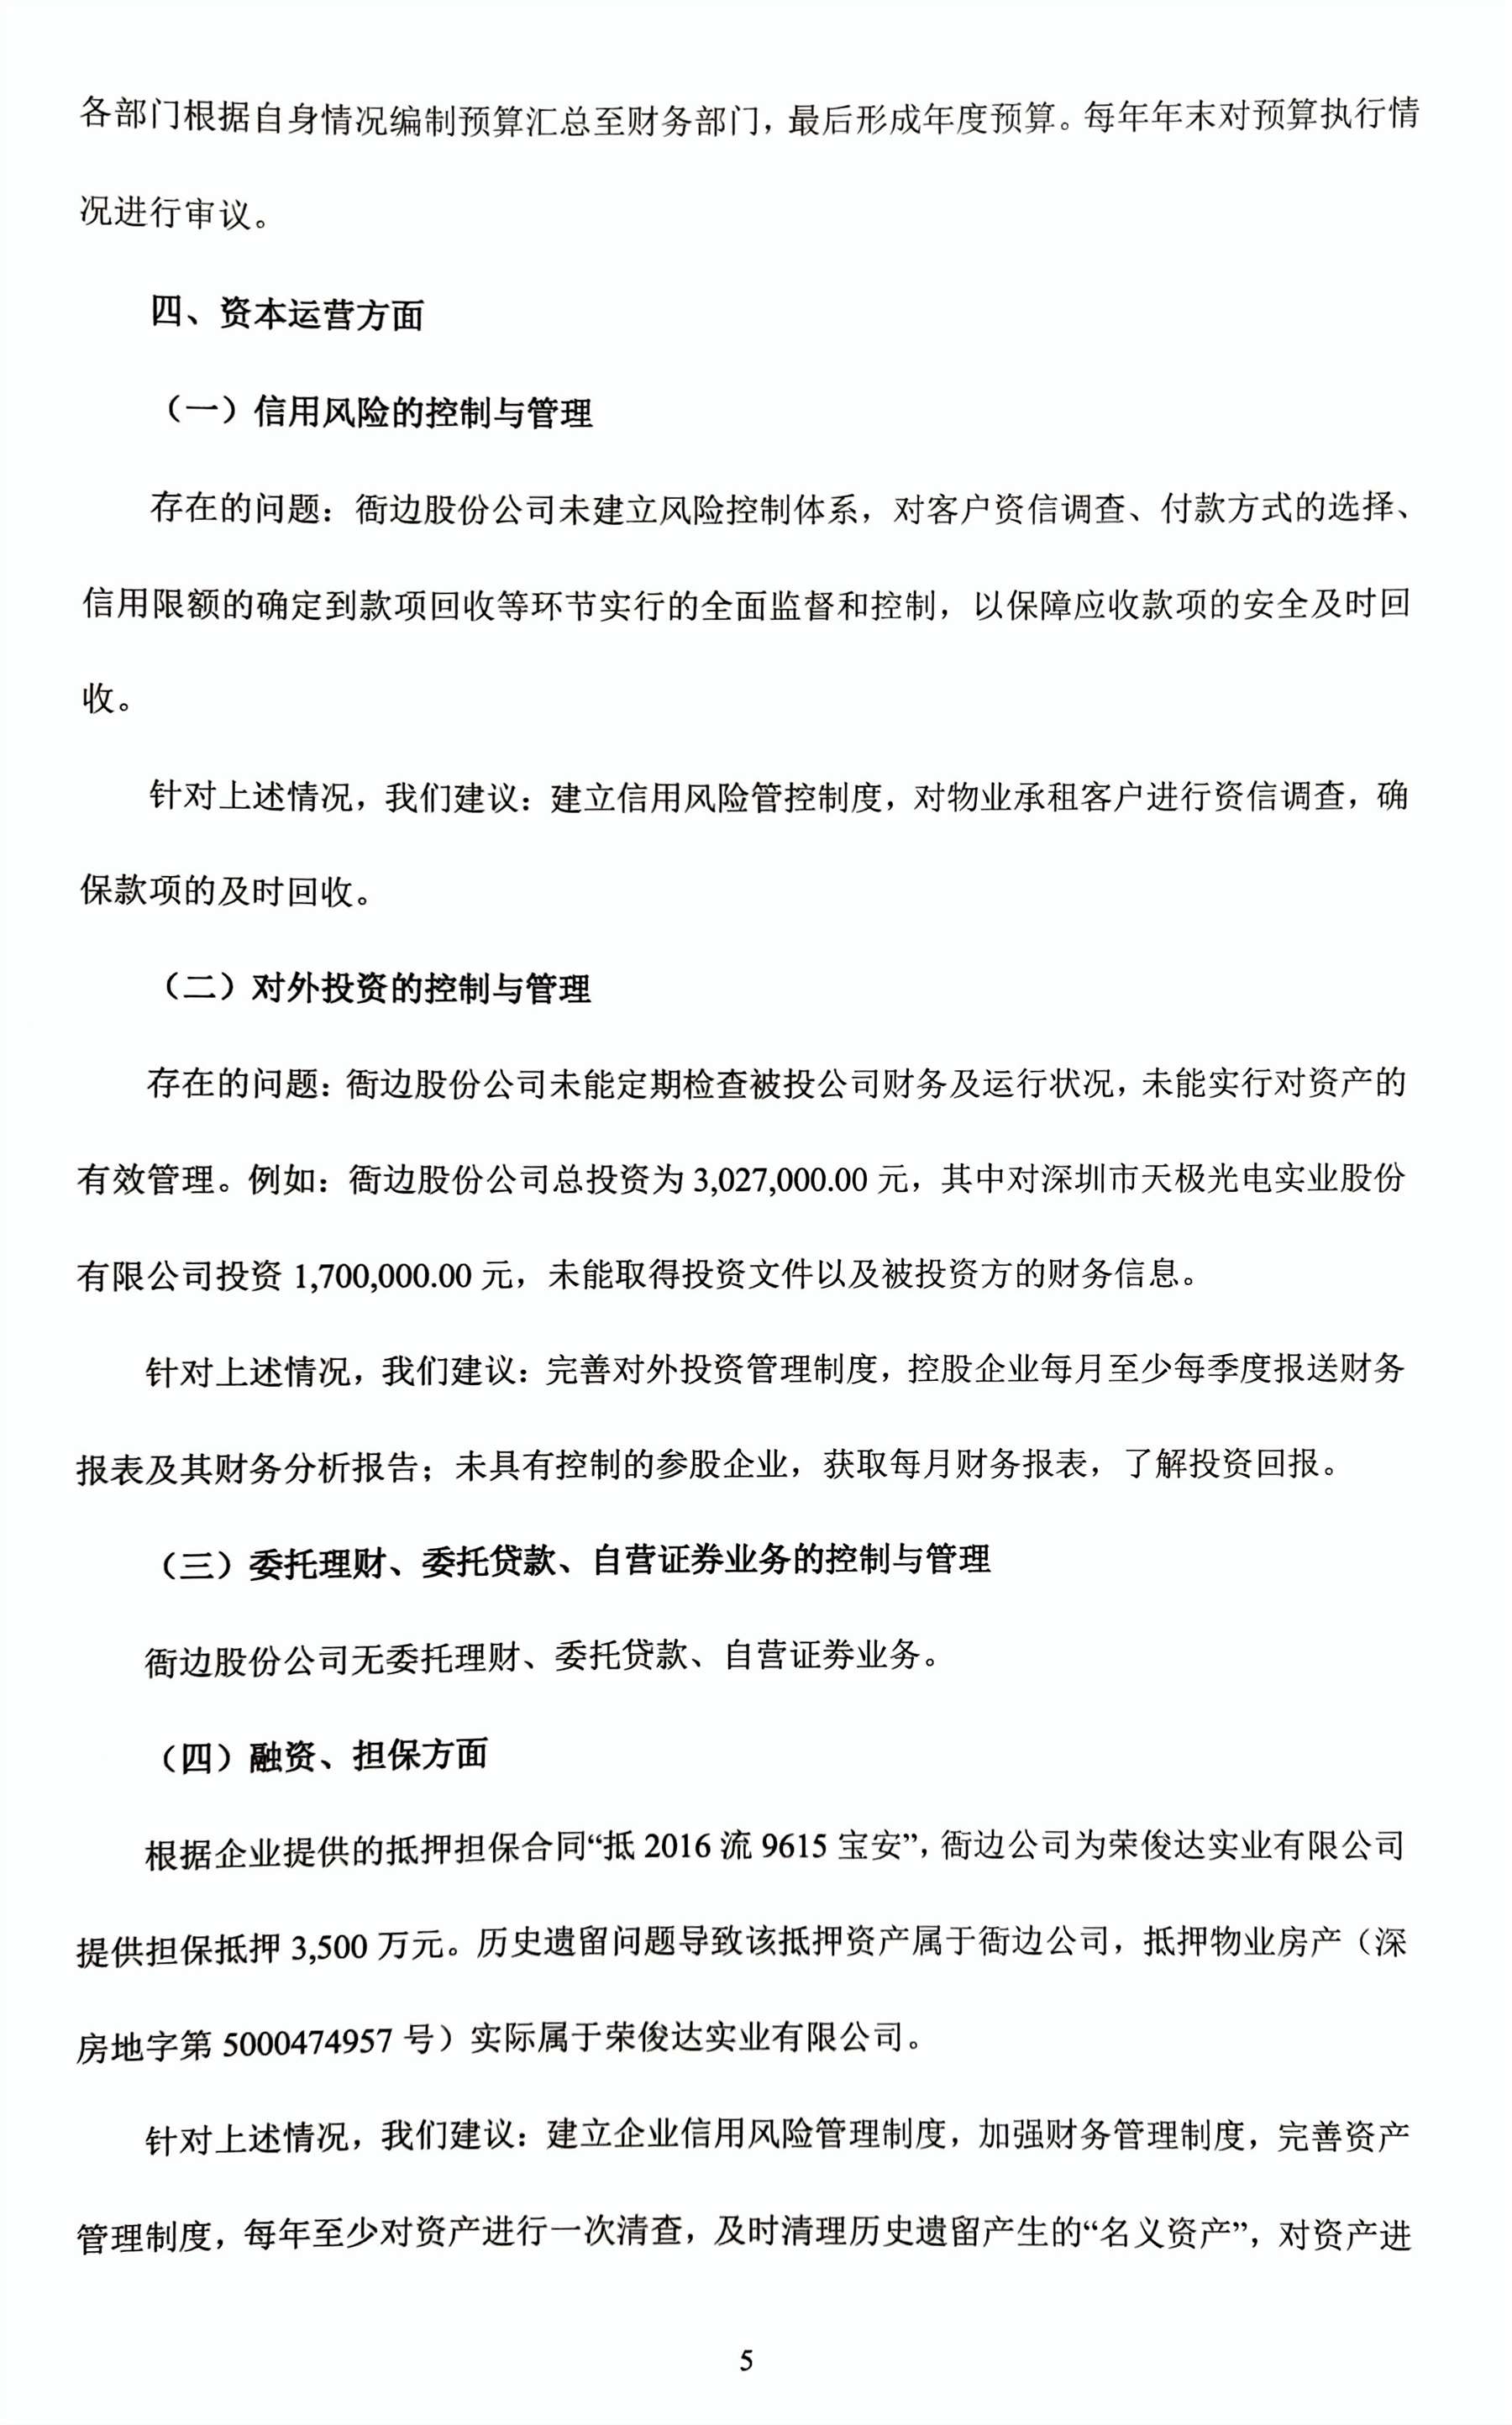 各部门根据自身情况编制预算汇总至财务部门，最后形成年度预算。每年年末对预算执行情
况进行审议。
四、资本运营方面
（一）信用风险的控制与管理
存在的问题：衙边股份公司未建立风险控制体系，对客户资信调查、付款方式的选择、
信用限额的确定到款项回收等环节实行的全面监督和控制，以保障应收款项的安全及时回
收。
针对上述情况，我们建议：建立信用风险管控制度，对物业承租客户进行资信调查，确
保款项的及时回收。
（二）对外投资的控制与管理
存在的问题：衙边股份公司未能定期检查被投公司财务及运行状况，未能实行对资产的
有效管理。例如：衙边股份公司总投资为 3,027,000.00 元，其中对深圳市天极光电实业股份
有限公司投资 1,700,000.00 元，未能取得投资文件以及被投资方的财务信息。
针对上述情况，我们建议：完善对外投资管理制度，控股企业每月至少每季度报送财务
报表及其财务分析报告；未具有控制的参股企业，获取每月财务报表，了解投资回报。
（三）委托理财、委托贷款、自营证券业务的控制与管理
衙边股份公司无委托理财、委托贷款、自营证券业务。
（四）融资、担保方面
根据企业提供的抵押担保合同“抵 2016 流 9615 宝安”，衙边公司为荣俊达实业有限公司
提供担保抵押 3,500 万元。历史遗留问题导致该抵押资产属于衙边公司，抵押物业房产（深
房地字第 5000474957 号）实际属于荣俊达实业有限公司。
针对上述情况，我们建议：建立企业信用风险管理制度，加强财务管理制度，完善资产
管理制度，每年至少对资产进行一次清查，及时清理历史遗留产生的“名义资产”，对资产进
5